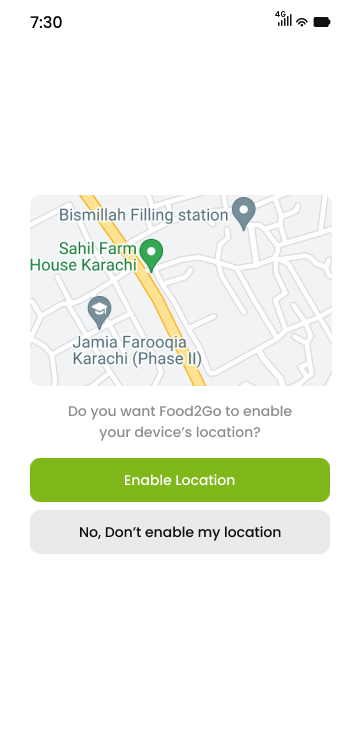 7:30
4G
Bismillah Filling station
Sahil Farm
House Karachi
Jamia Farooqia
Karachi (Phase II)
Do you want Food2Go to enable
your device’s location?
Enable Location
No, Don’t enable my location